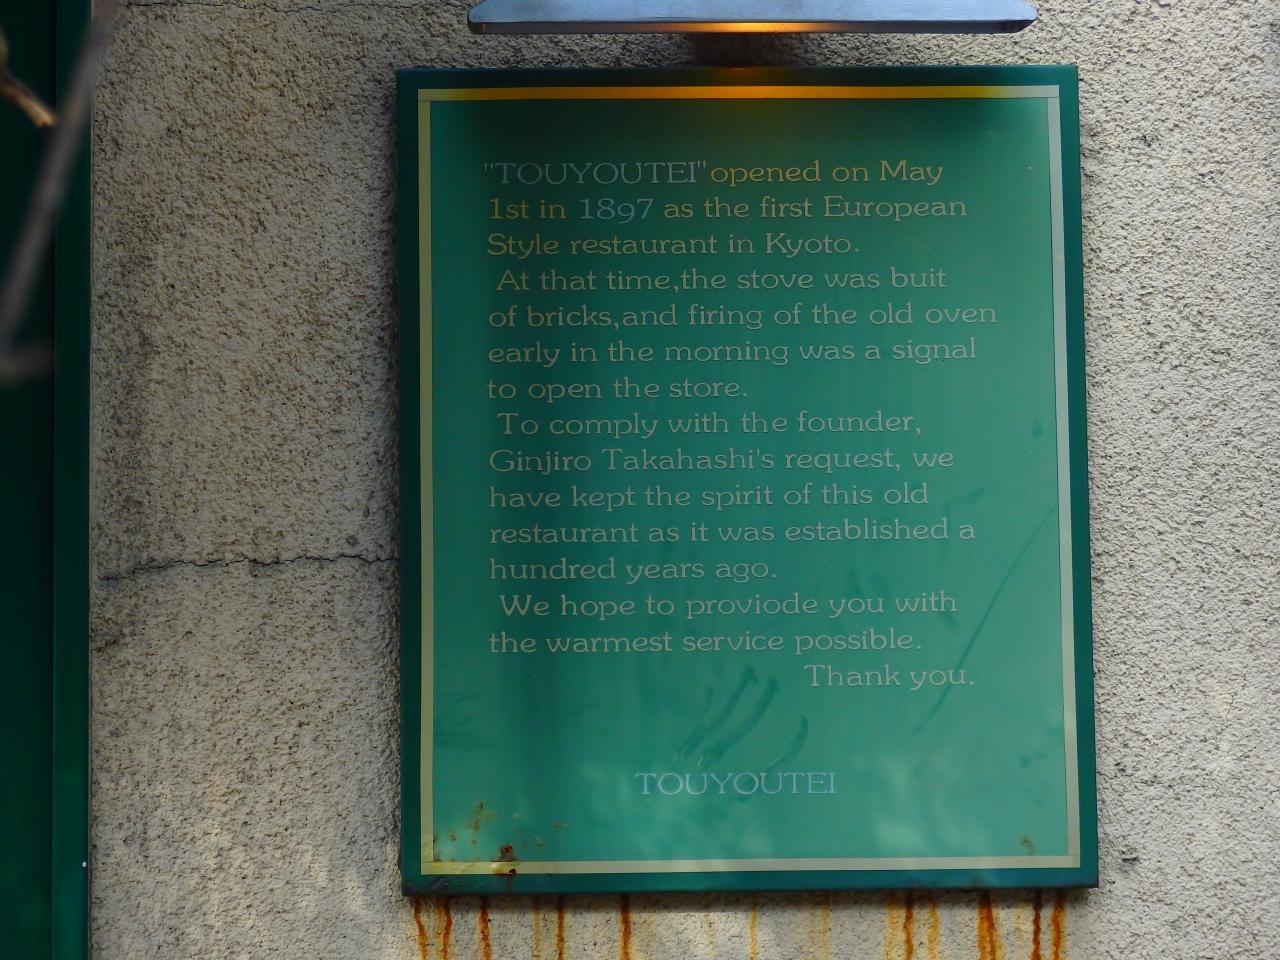 "TOUYOUTEI" opened on May
1st in 1897 as the first European
Style restaurant in Kyoto.
At that time,the stove was buit
of bricks,and firing of the old oven
early in the morning was a signal
to open the store.
To comply with the founder,
Ginjiro Takahashi's request, we
have kept the spirit of this old
restaurant as it was established a
hundred years ago.
We hope to proviode you with
the warmest service possible.
Thank you.
TOUYOUTEI